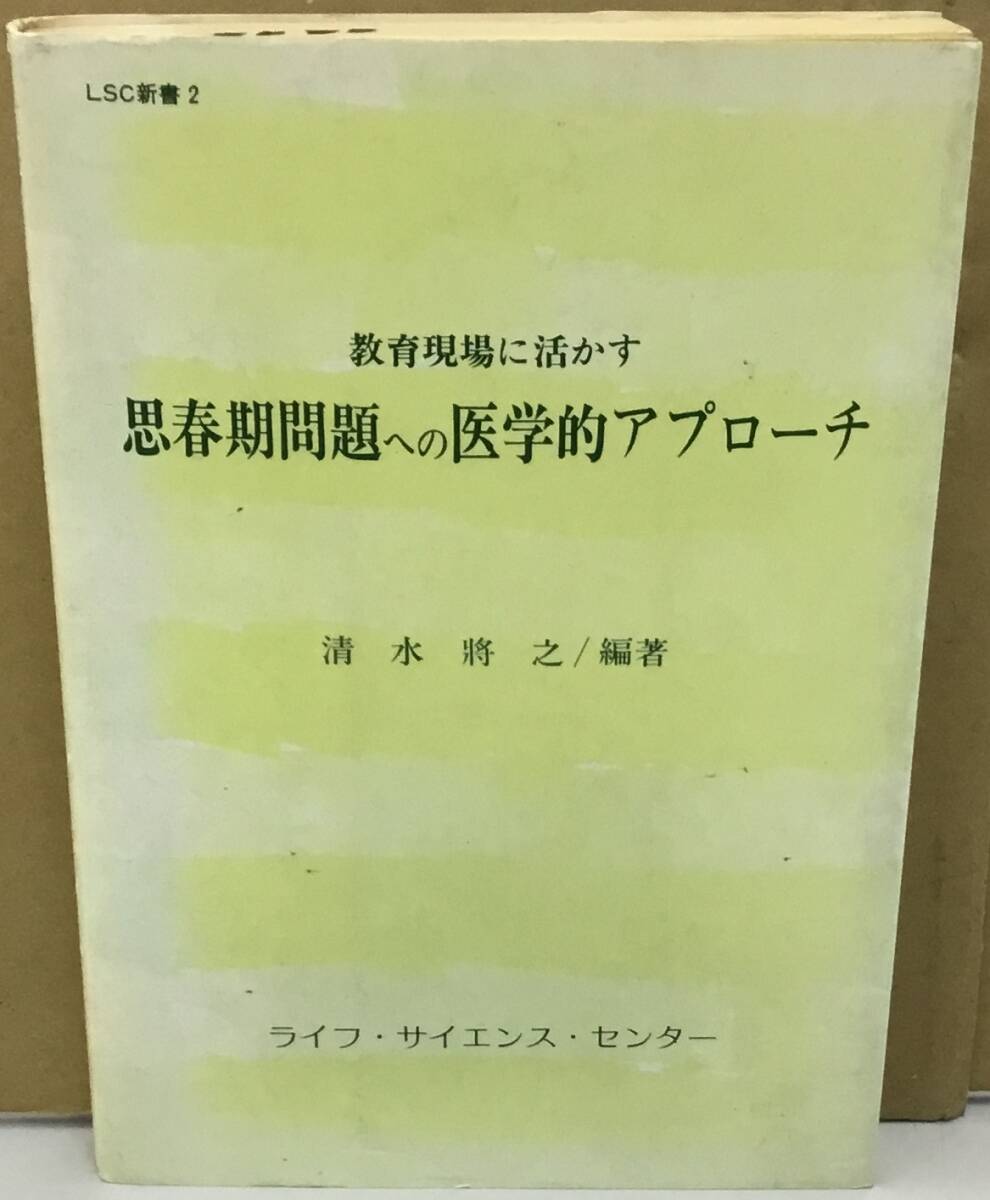 LSC新書 2
教育現場に活かす
思春期問題への医学的アプローチ
清水將之/編著
ライフ・サイエンス・センター